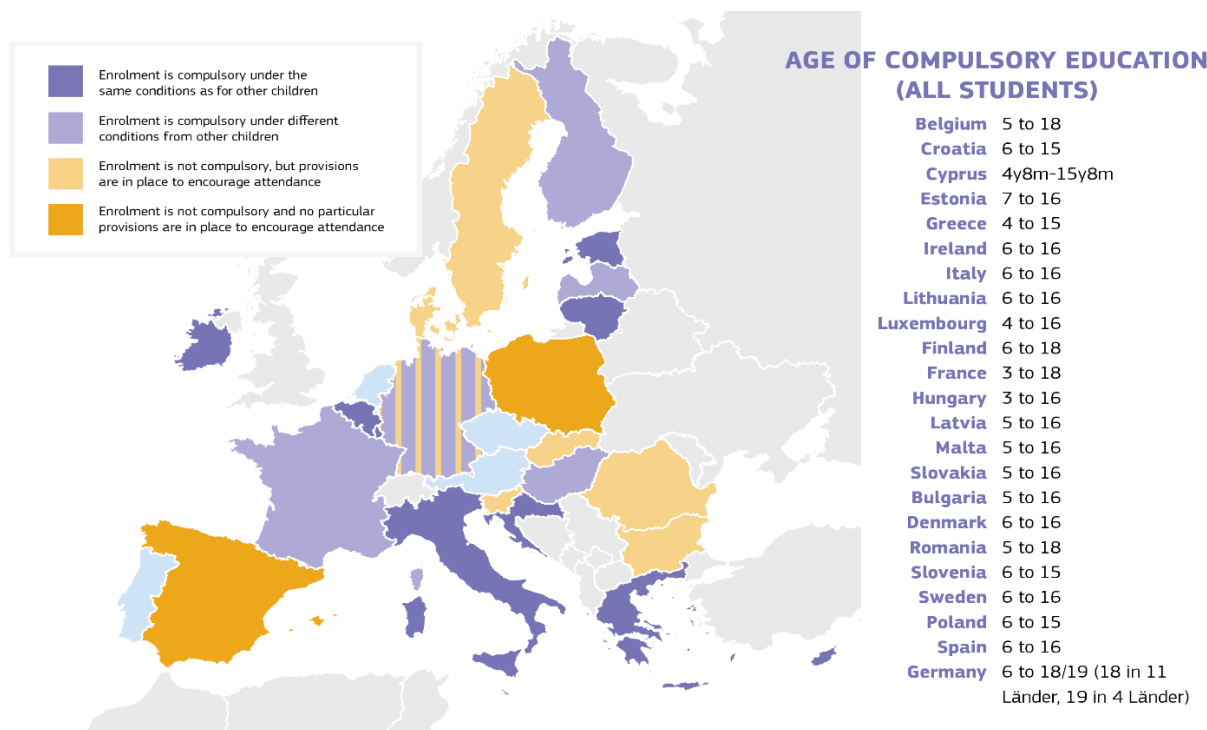 Enrolment is compulsory under the
same conditions as for other children
Enrolment is compulsory under different
conditions from other children
Enrolment is not compulsory, but provisions
are in place to encourage attendance
Enrolment is not compulsory and no particular
provisions are in place to encourage attendance
AGE OF COMPULSORY EDUCATION
(ALL STUDENTS)
Belgium 5 to 18
Croatia 6 to 15
Cyprus 4y8m-15y8m
Estonia 7 to 16
Greece 4 to 15
Ireland 6 to 16
Italy 6 to 16
Lithuania 6 to 16
Luxembourg 4 to 16
Finland 6 to 18
France 3 to 18
Hungary 3 to 16
Latvia 5 to 16
Malta 5 to 16
Slovakia 5 to 16
Bulgaria 5 to 16
Denmark 6 to 16
Romania 5 to 18
Slovenia 6 to 15
Sweden 6 to 16
Poland 6 to 15
Spain 6 to 16
Germany 6 to 18/19 (18 in 11
Länder, 19 in 4 Länder)